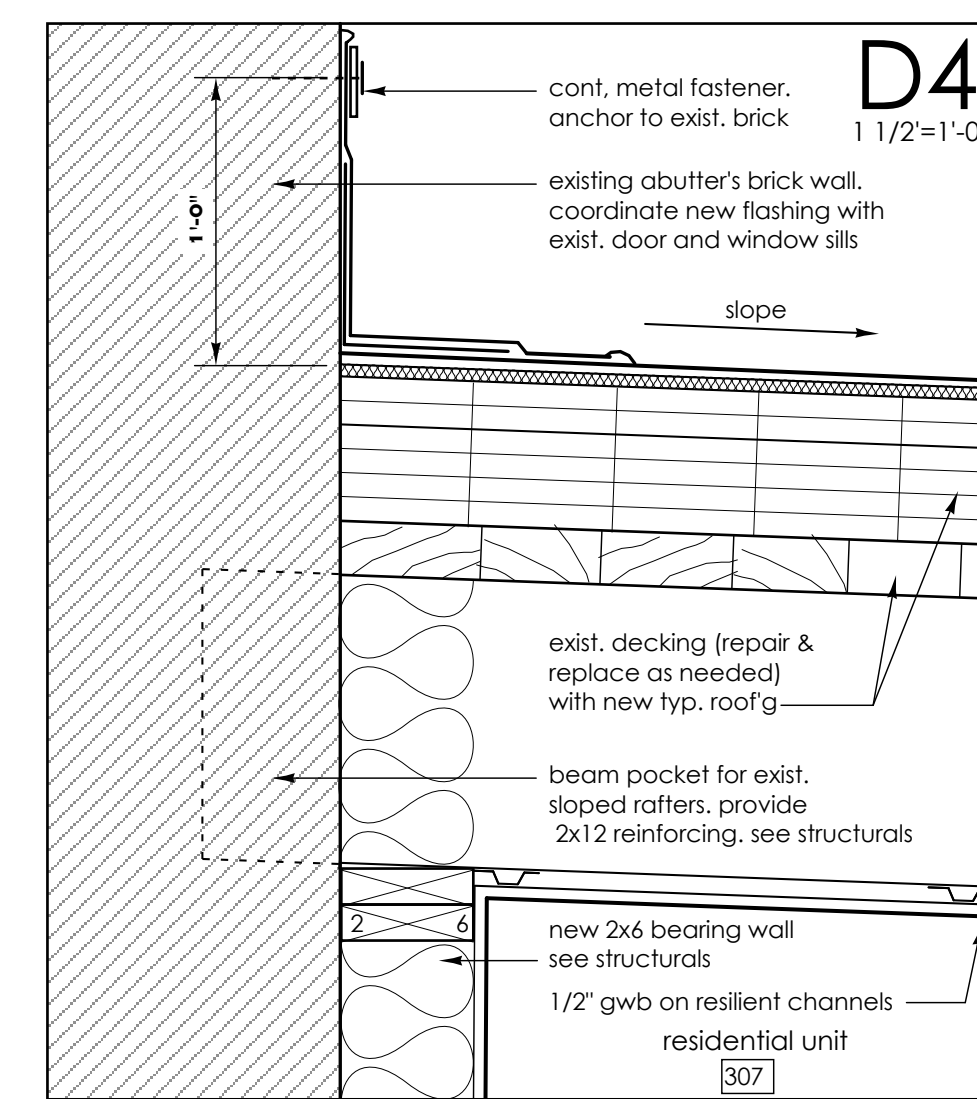 D4
1 1/2'=1'-0
cont, metal fastener.
anchor to exist. brick
existing abutter's brick wall.
coordinate new flashing with
exist. door and window sills
1'-0"
slope
exist. decking (repair &
replace as needed)
with new typ. roof'g
beam pocket for exist.
sloped rafters. provide
2x12 reinforcing. see structurals
2 6
new 2x6 bearing wall
see structurals
1/2" gwb on resilient channels
residential unit
307